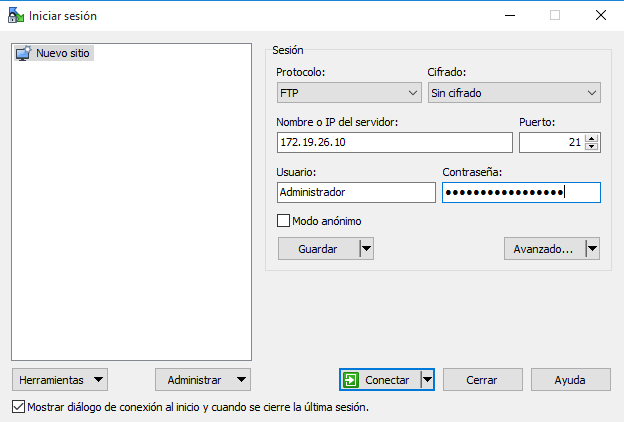 Iniciar sesión
Nuevo sitio
Sesión
Protocolo: Cifrado:
FTP Sin cifrado
Nombre o IP del servidor: Puerto:
172.19.26.10 21
Usuario: Contraseña:
Administrador •••••••••••••••••
Modo anónimo
Guardar Avanzado...
Herramientas Administrar Conectar Cerrar Ayuda
Mostrar diálogo de conexión al inicio y cuando se cierre la última sesión.